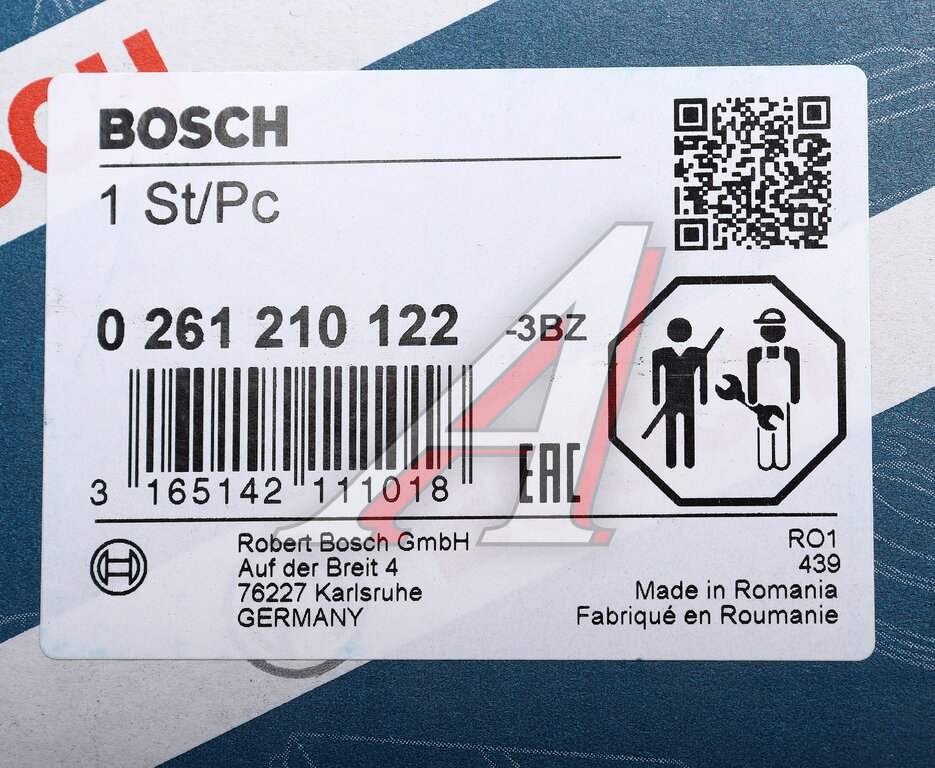 BOSCH
1 St/Pc
0 261 210 122 -3BZ
3 165142 111018
EAC
Robert Bosch GmbH
Auf der Breit 4
76227 Karlsruhe
GERMANY
RO1
439
Made in Romania
Fabriqué en Roumanie